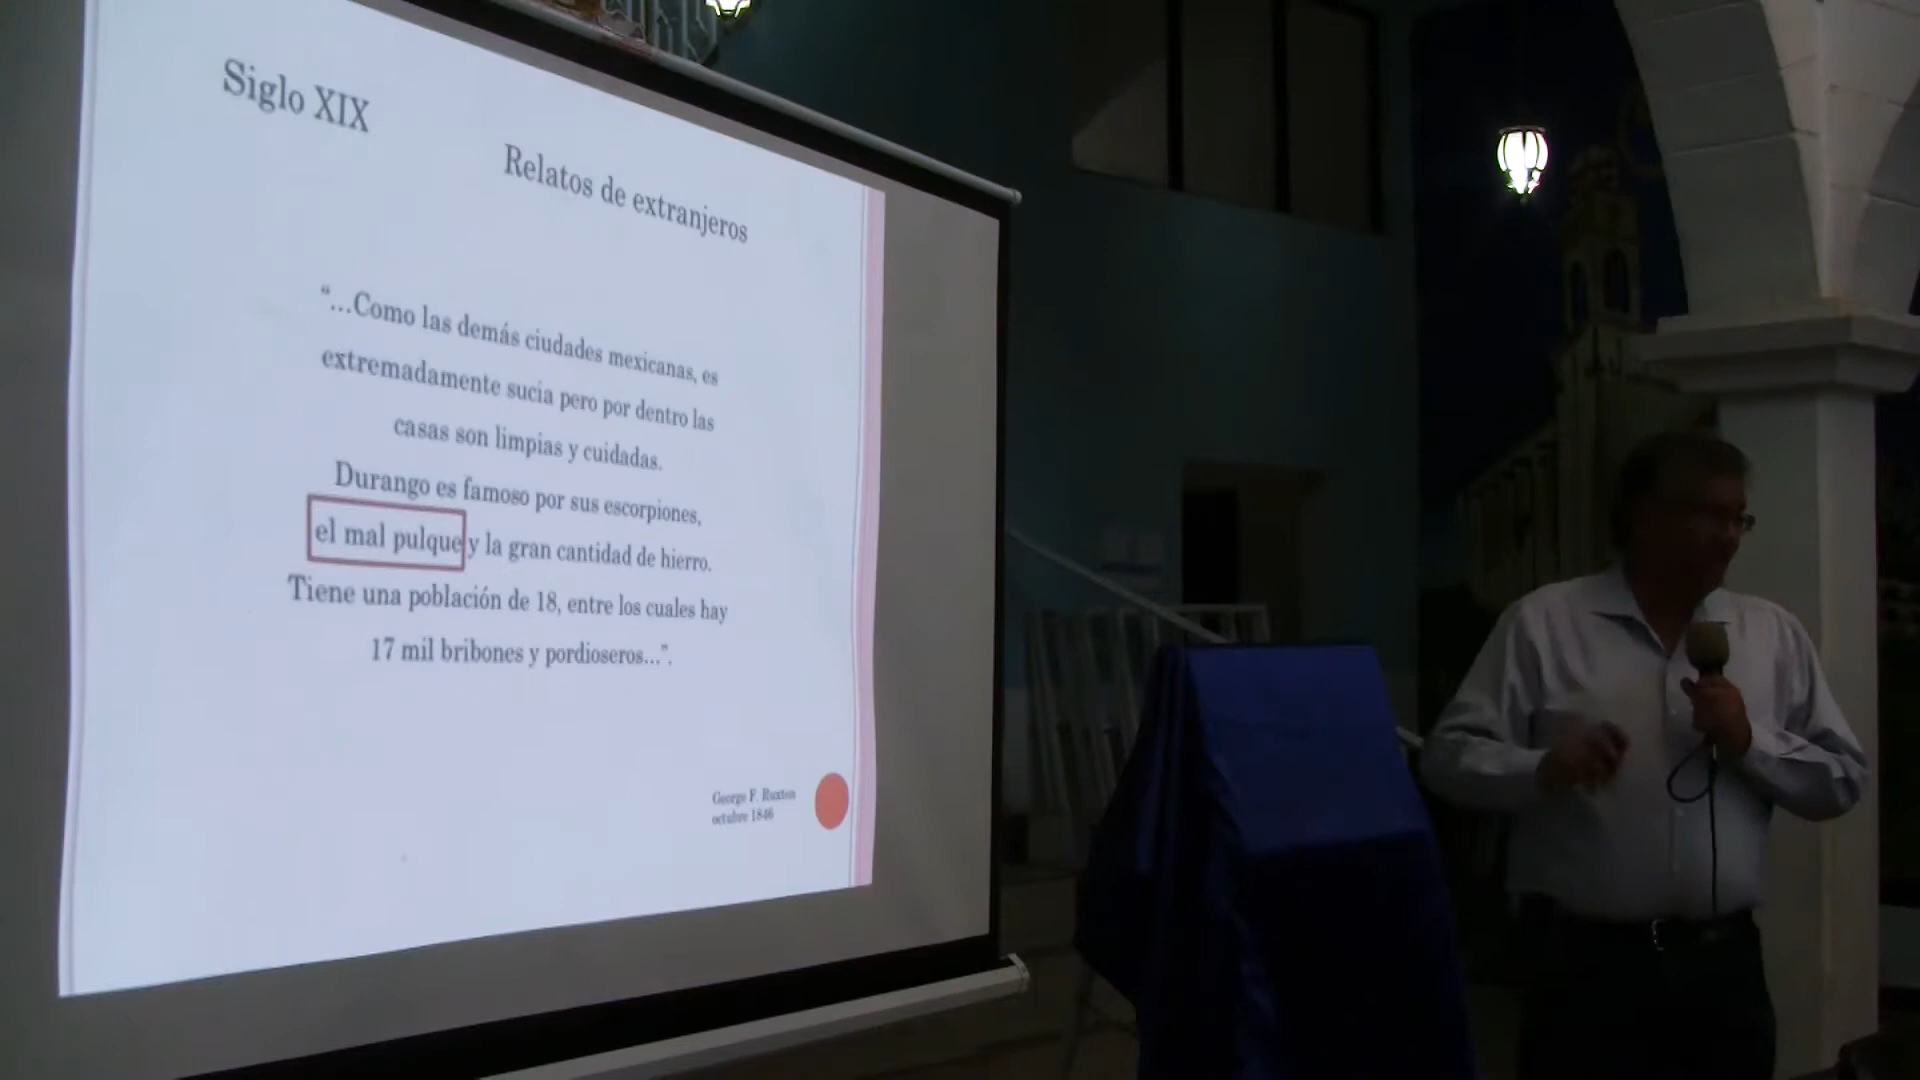 Siglo XIX
Relatos de extranjeros
“...Como las demás ciudades mexicanas, es
extremadamente sucia pero por dentro las
casas son limpias y cuidadas.
Durango es famoso por sus escorpiones,
el mal pulque y la gran cantidad de hierro.
Tiene una población de 18, entre los cuales hay
17 mil bribones y pordioseros...”.
George F. Ruxton
octubre 1846